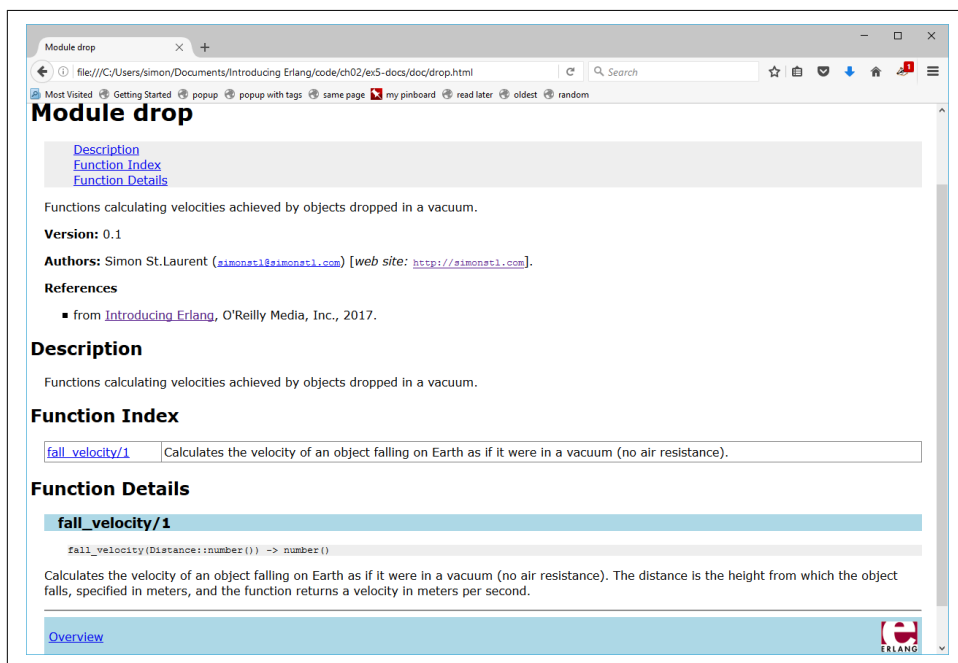 Module drop
file:///C:/Users/simon/Documents/Introducing Erlang/code/ch02/ex5-docs/doc/drop.html
Search
1
Most Visited Getting Started popup popup with tags same page my pinboard read later oldest random
Module drop
Description
Function Index
Function Details
Functions calculating velocities achieved by objects dropped in a vacuum.
Version: 0.1
Authors: Simon St.Laurent (simonstl@simonstl.com) [web site: http://simonstl.com].
References
▪ from Introducing Erlang, O'Reilly Media, Inc., 2017.
Description
Functions calculating velocities achieved by objects dropped in a vacuum.
Function Index
fall_velocity/1 Calculates the velocity of an object falling on Earth as if it were in a vacuum (no air resistance).
Function Details
fall_velocity/1
fall_velocity(Distance::number()) -> number()
Calculates the velocity of an object falling on Earth as if it were in a vacuum (no air resistance). The distance is the height from which the object
falls, specified in meters, and the function returns a velocity in meters per second.
Overview
ERLANG